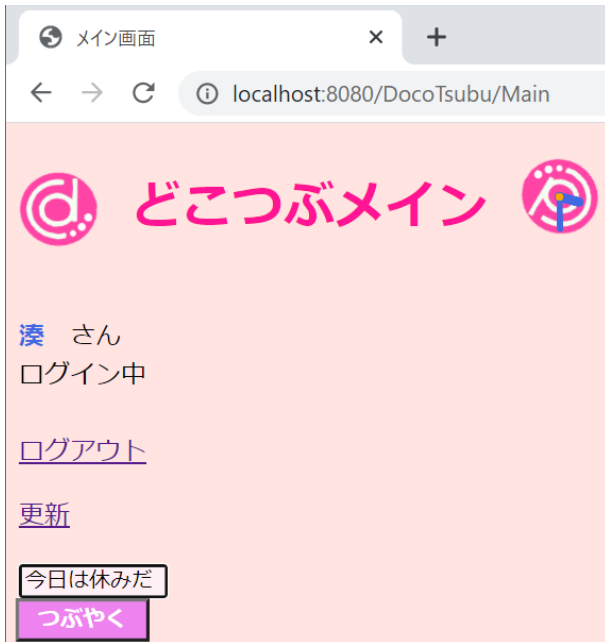 メイン画面
localhost:8080/DocoTsubu/Main
どこつぶメイン
湊 さん
ログイン中
ログアウト
更新
今日は休みだ
つぶやく